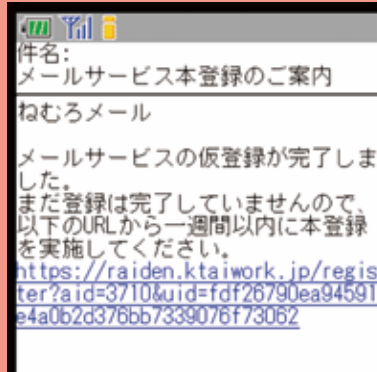 件名:
メールサービス本登録のご案内
ねむろメール
メールサービスの仮登録が完了しま
した。
まだ登録は完了していませんので、
以下のURLから一週間以内に本登録
を実施してください。
https://raiden.ktaiwork.jp/regis
ter?aid=3710&uid=fdf26790ea94591
e4a0b2d376bb7339076f73062